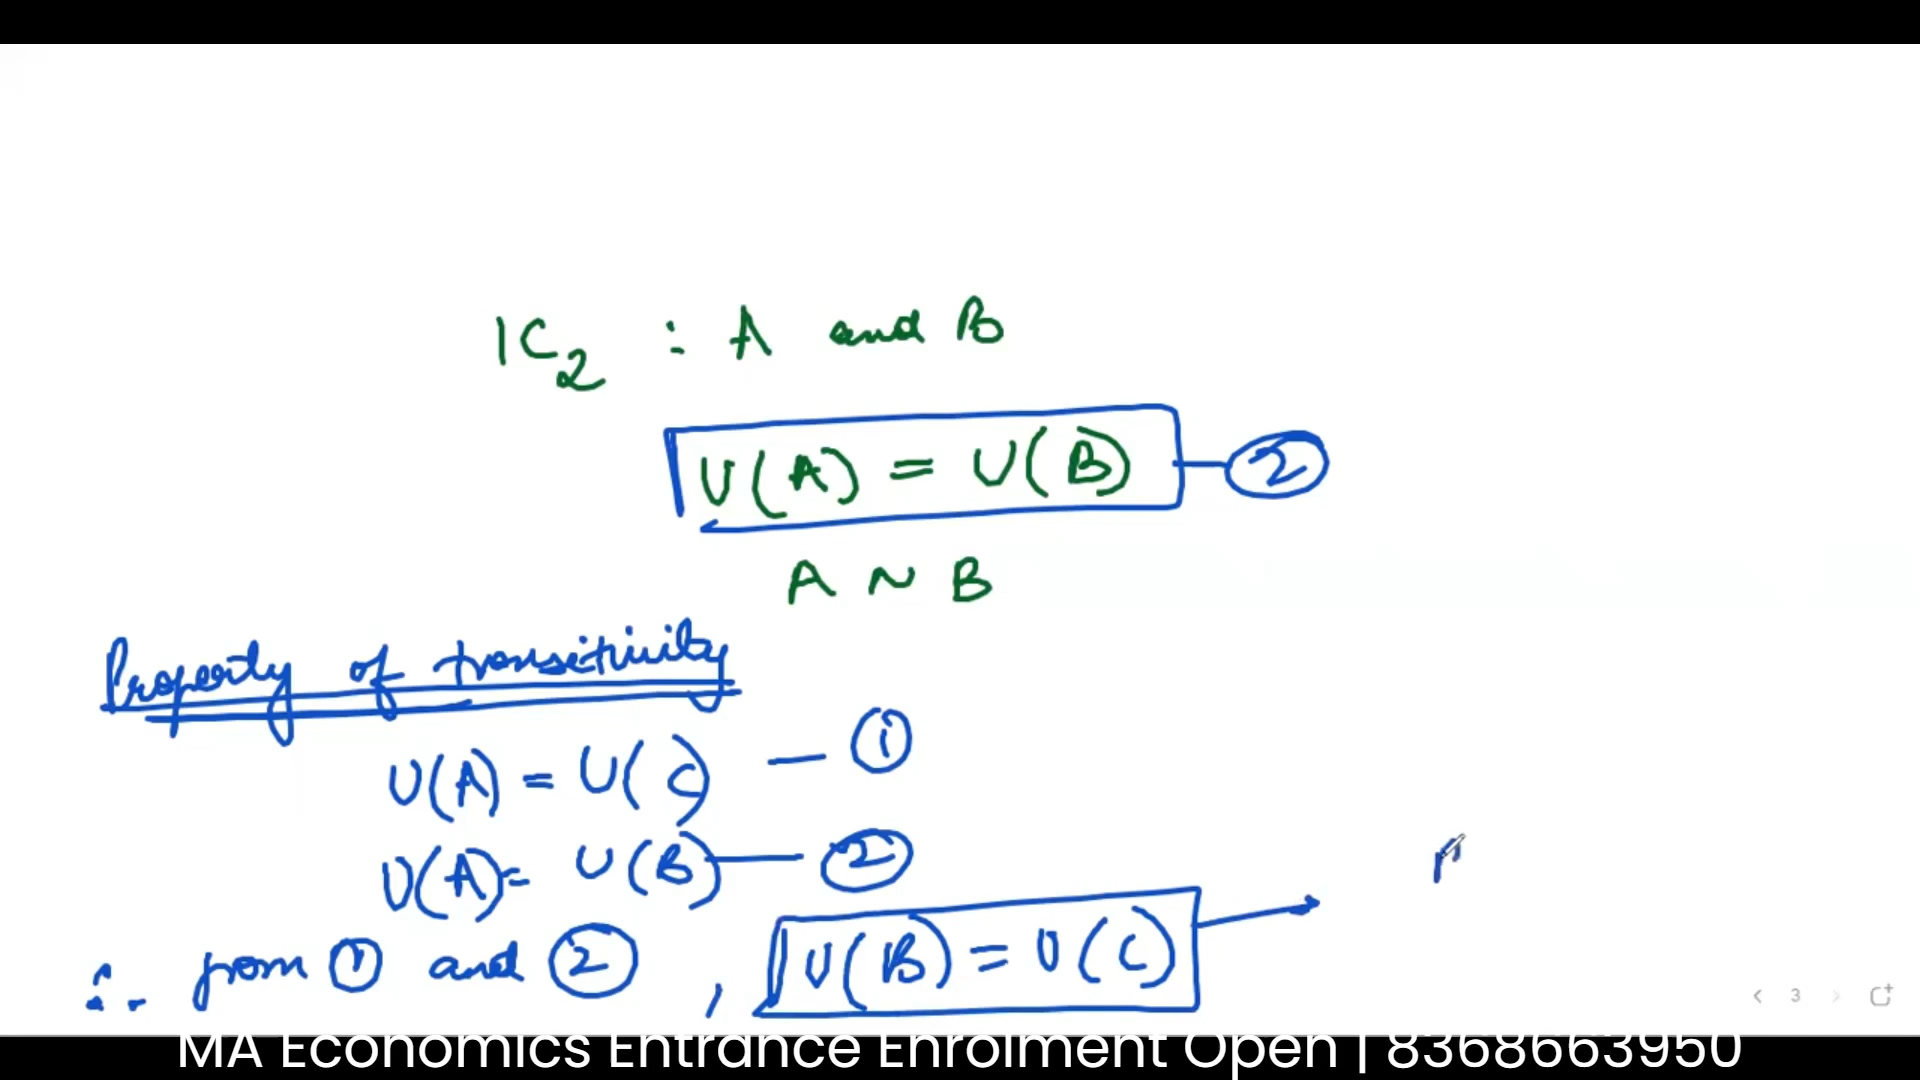 IC₂ : A and B
U(A) = U(B) — ②
A ~ B
Property of transitivity
U(A) = U(C) — ①
U(A) = U(B) — ②
∴ from ① and ②, U(B) = U(C) →
< 3 >
MA Economics Entrance Enrolment Open | 8368663950